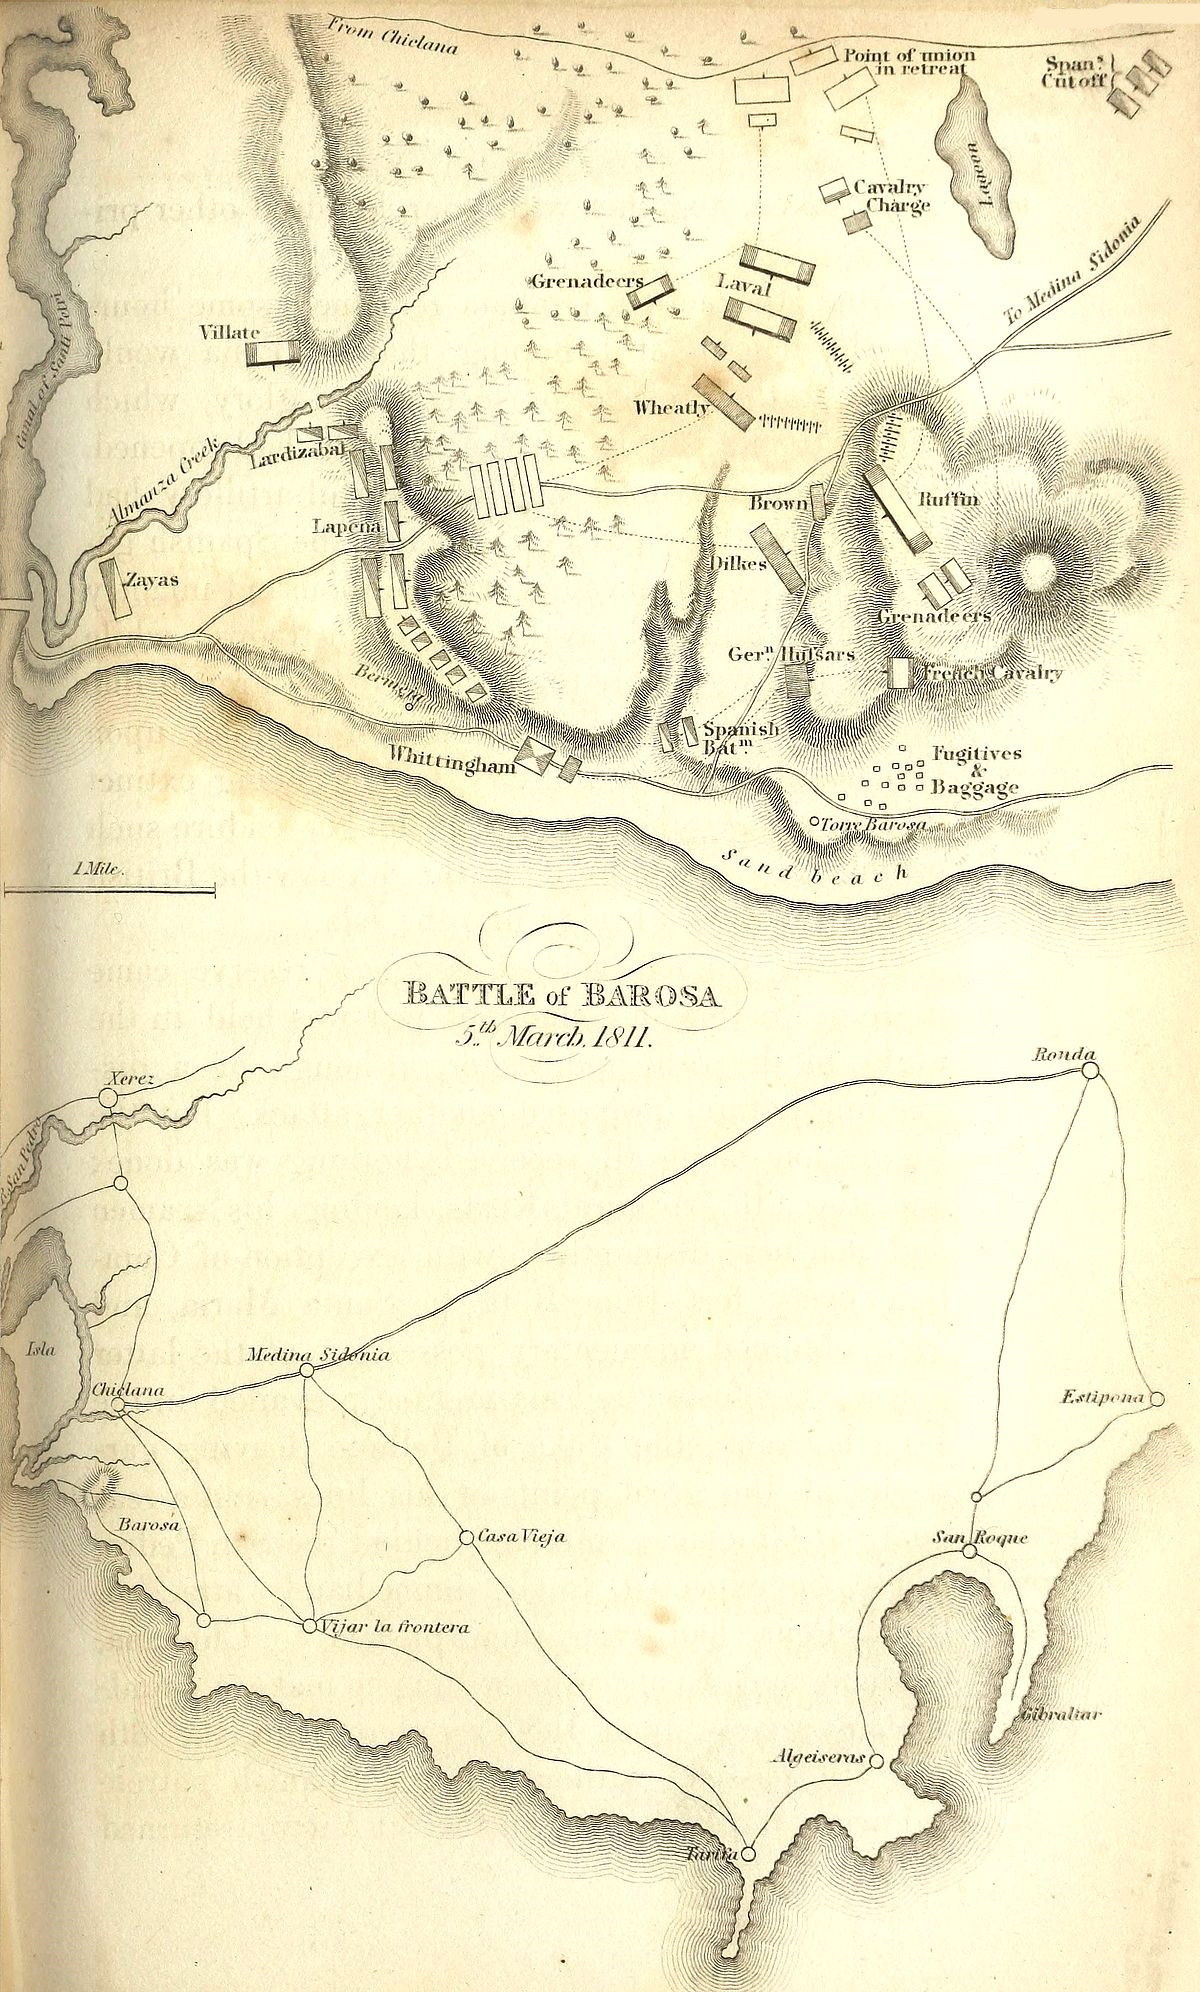 From Chiclana
Point of union
in retreat
Span.s
Cut off
Lagoon
Cavalry
Charge
To Medina Sidonia
Grenadeers
Laval
Villate
Canal of Santi Petri
Wheatly
Lardizabal
Almanza Creek
Brown
Ruffin
Lapena
Dilkes
Zayas
Grenadeers
Ger.n Hussars
French Cavalry
Bermeja
Spanish
Bat.n
Whittingham
Fugitives
&
Baggage
Torre Barosa
Sand beach
1 Mile.
BATTLE of BAROSA
5.th March. 1811.
Ronda
Xerez
San Pedro
Isla
Medina Sidonia
Chiclana
Estipona
Barosa
Casa Vieja
San Roque
Vijar la frontera
Gibraltar
Algeiseras
Tarifa